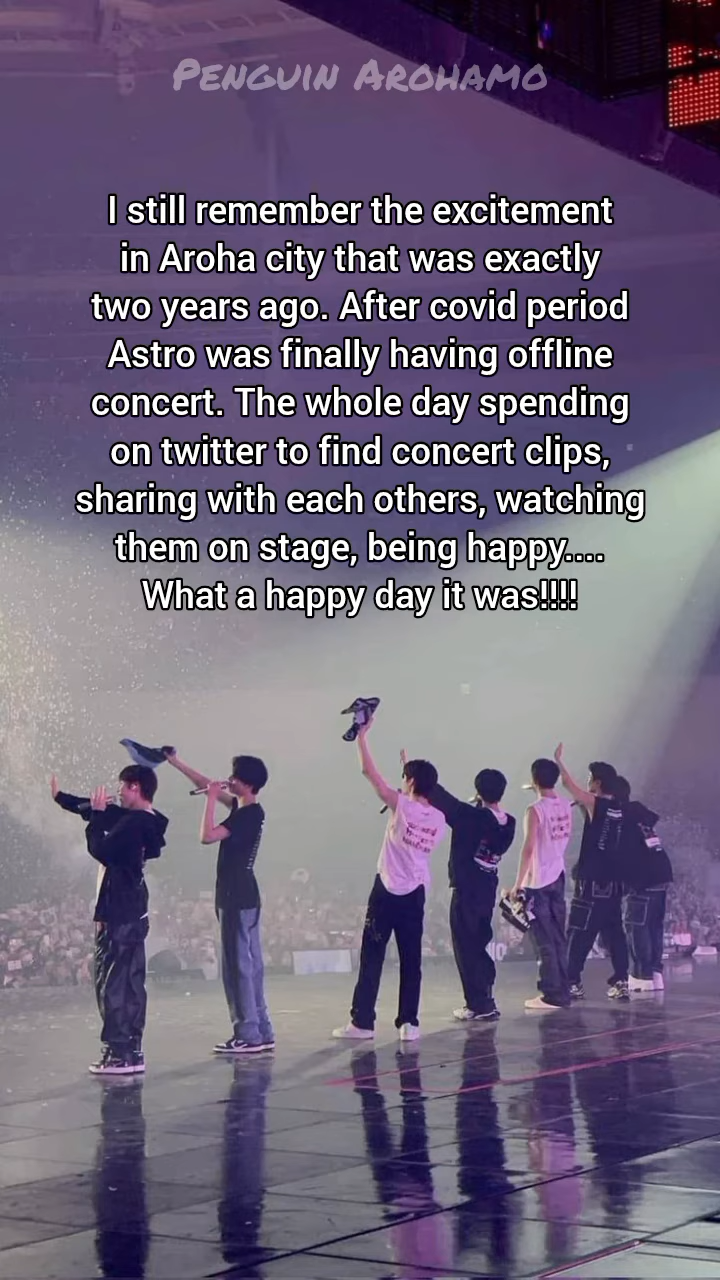 Penguin Arohamo
I still remember the excitement
in Aroha city that was exactly
two years ago. After covid period
Astro was finally having offline
concert. The whole day spending
on twitter to find concert clips,
sharing with each others, watching
them on stage, being happy....
What a happy day it was!!!!